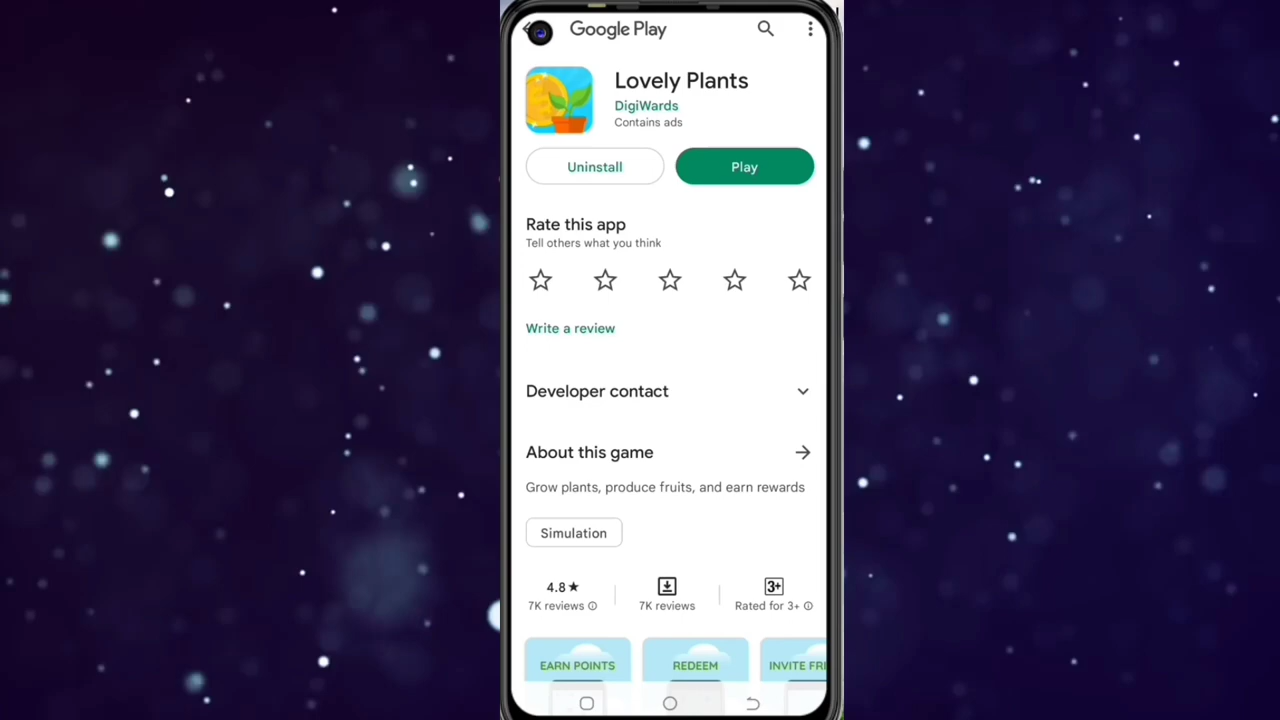 Google Play
Lovely Plants
DigiWards
Contains ads
Uninstall
Play
Rate this app
Tell others what you think
Write a review
Developer contact
About this game
Grow plants, produce fruits, and earn rewards
Simulation
4.8★
3+
7K reviews
7K reviews
Rated for 3+
EARN POINTS
REDEEM
INVITE FRI